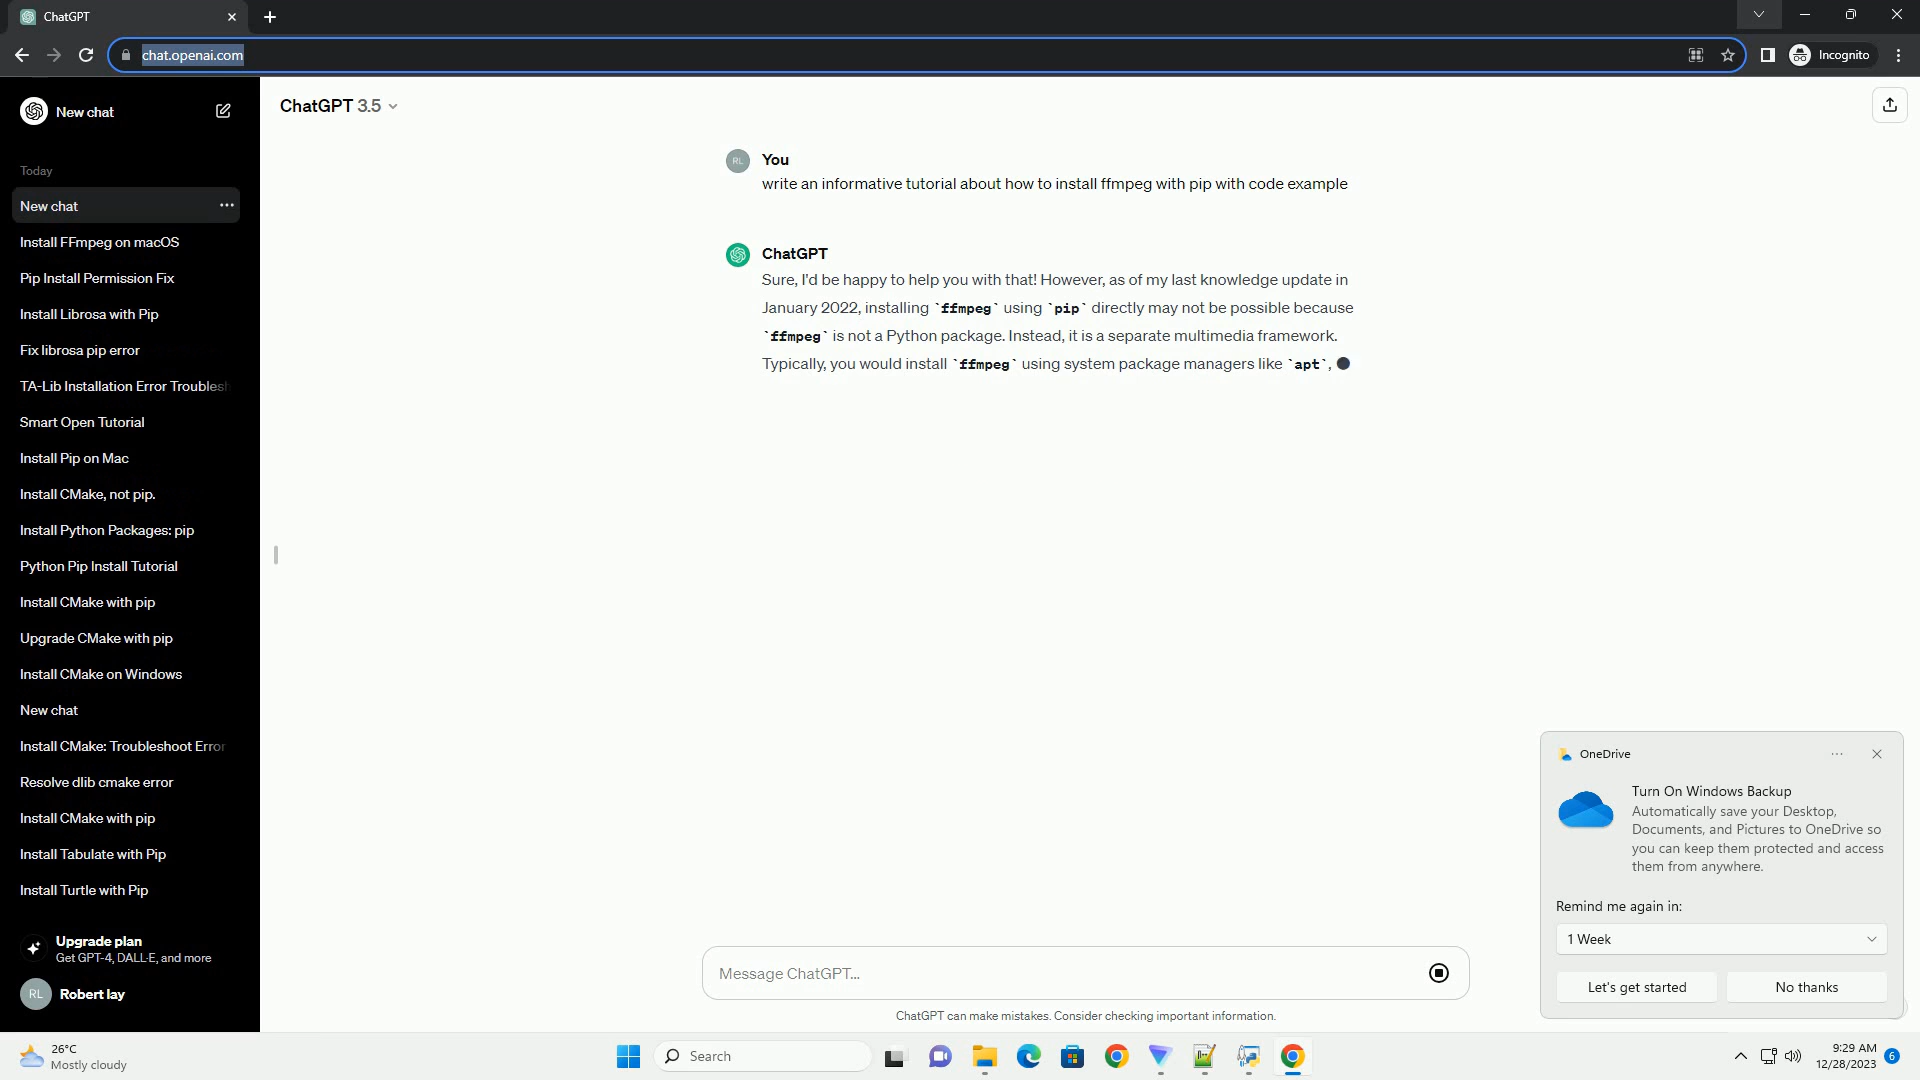 ChatGPT
chat.openai.com
Incognito
New chat
Today
New chat
Install FFmpeg on macOS
Pip Install Permission Fix
Install Librosa with Pip
Fix librosa pip error
TA-Lib Installation Error Troublesh
Smart Open Tutorial
Install Pip on Mac
Install CMake, not pip.
Install Python Packages: pip
Python Pip Install Tutorial
Install CMake with pip
Upgrade CMake with pip
Install CMake on Windows
New chat
Install CMake: Troubleshoot Error
Resolve dlib cmake error
Install CMake with pip
Install Tabulate with Pip
Install Turtle with Pip
Upgrade plan
Get GPT-4, DALL·E, and more
RL Robert lay
ChatGPT 3.5
RL You
write an informative tutorial about how to install ffmpeg with pip with code example
ChatGPT
Sure, I'd be happy to help you with that! However, as of my last knowledge update in
January 2022, installing `ffmpeg` using `pip` directly may not be possible because
`ffmpeg` is not a Python package. Instead, it is a separate multimedia framework.
Typically, you would install `ffmpeg` using system package managers like `apt`,
Message ChatGPT...
ChatGPT can make mistakes. Consider checking important information.
OneDrive
Turn On Windows Backup
Automatically save your Desktop,
Documents, and Pictures to OneDrive so
you can keep them protected and access
them from anywhere.
Remind me again in:
1 Week
Let's get started
No thanks
26°C
Mostly cloudy
Search
9:29 AM
12/28/2023
6